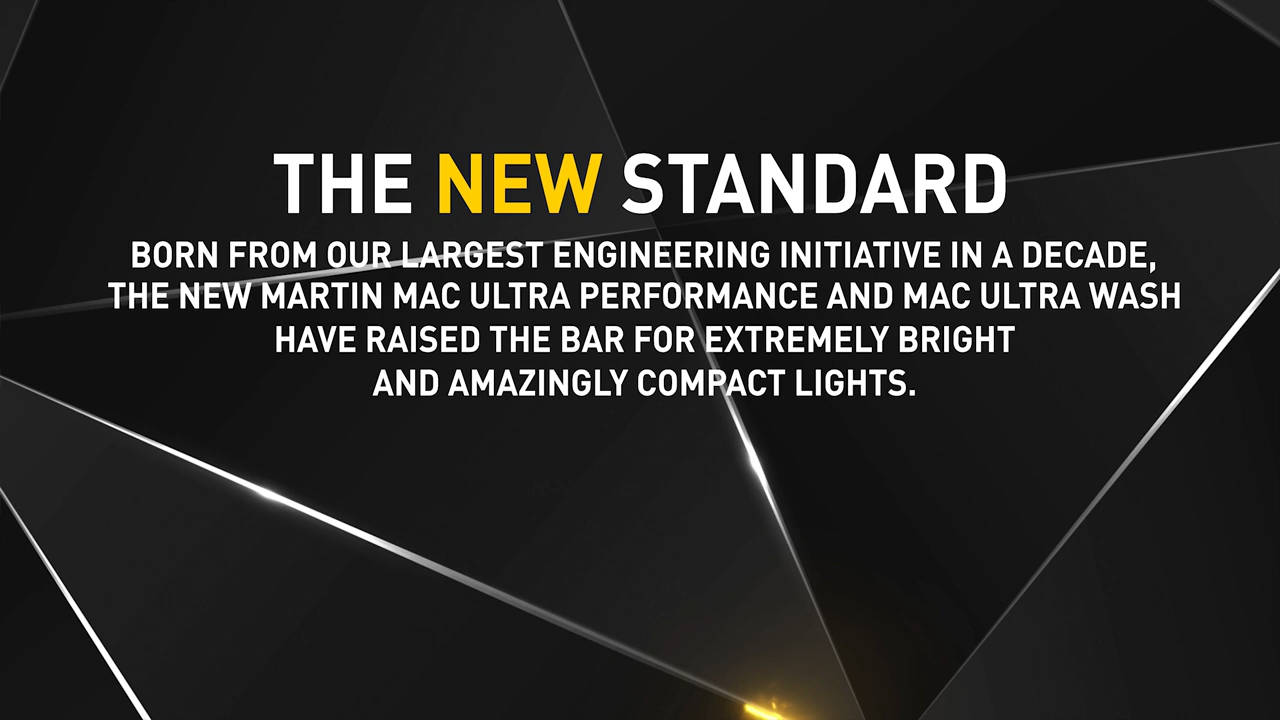 THE NEW STANDARD
BORN FROM OUR LARGEST ENGINEERING INITIATIVE IN A DECADE,
THE NEW MARTIN MAC ULTRA PERFORMANCE AND MAC ULTRA WASH
HAVE RAISED THE BAR FOR EXTREMELY BRIGHT
AND AMAZINGLY COMPACT LIGHTS.